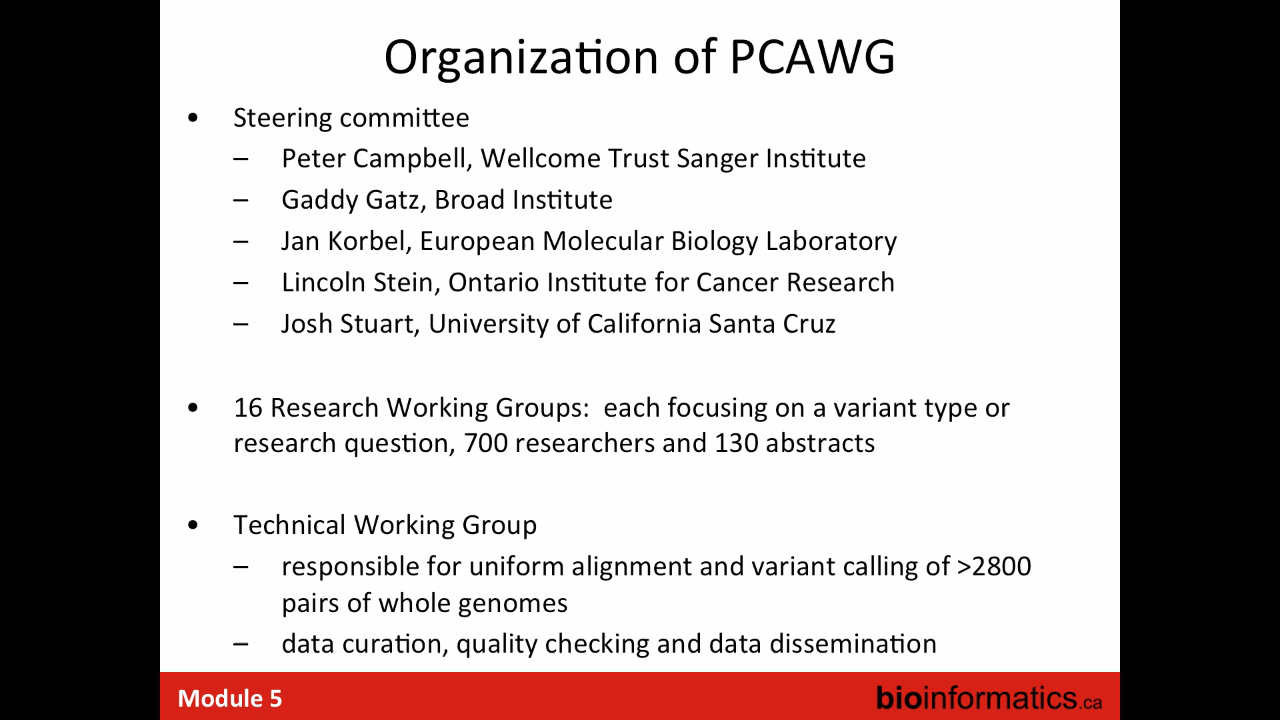 Organization of PCAWG
• Steering committee
– Peter Campbell, Wellcome Trust Sanger Institute
– Gaddy Gatz, Broad Institute
– Jan Korbel, European Molecular Biology Laboratory
– Lincoln Stein, Ontario Institute for Cancer Research
– Josh Stuart, University of California Santa Cruz
• 16 Research Working Groups:  each focusing on a variant type or
research question, 700 researchers and 130 abstracts
• Technical Working Group
– responsible for uniform alignment and variant calling of >2800
pairs of whole genomes
– data curation, quality checking and data dissemination
Module 5
bioinformatics.ca